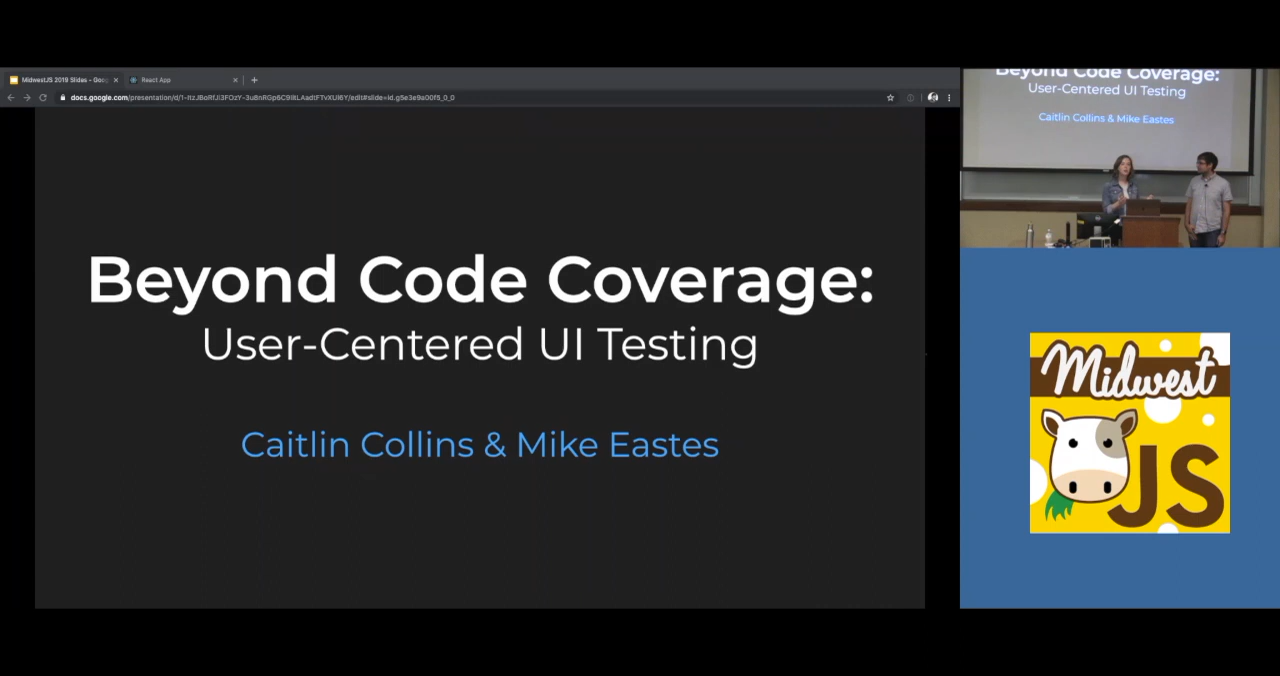 MidwestJS 2019 Slides - Goog
React App
Beyond Code Coverage:
User-Centered UI Testing
Caitlin Collins & Mike Eastes
Beyond Code Coverage:
User-Centered UI Testing
Caitlin Collins & Mike Eastes
Midwest
JS